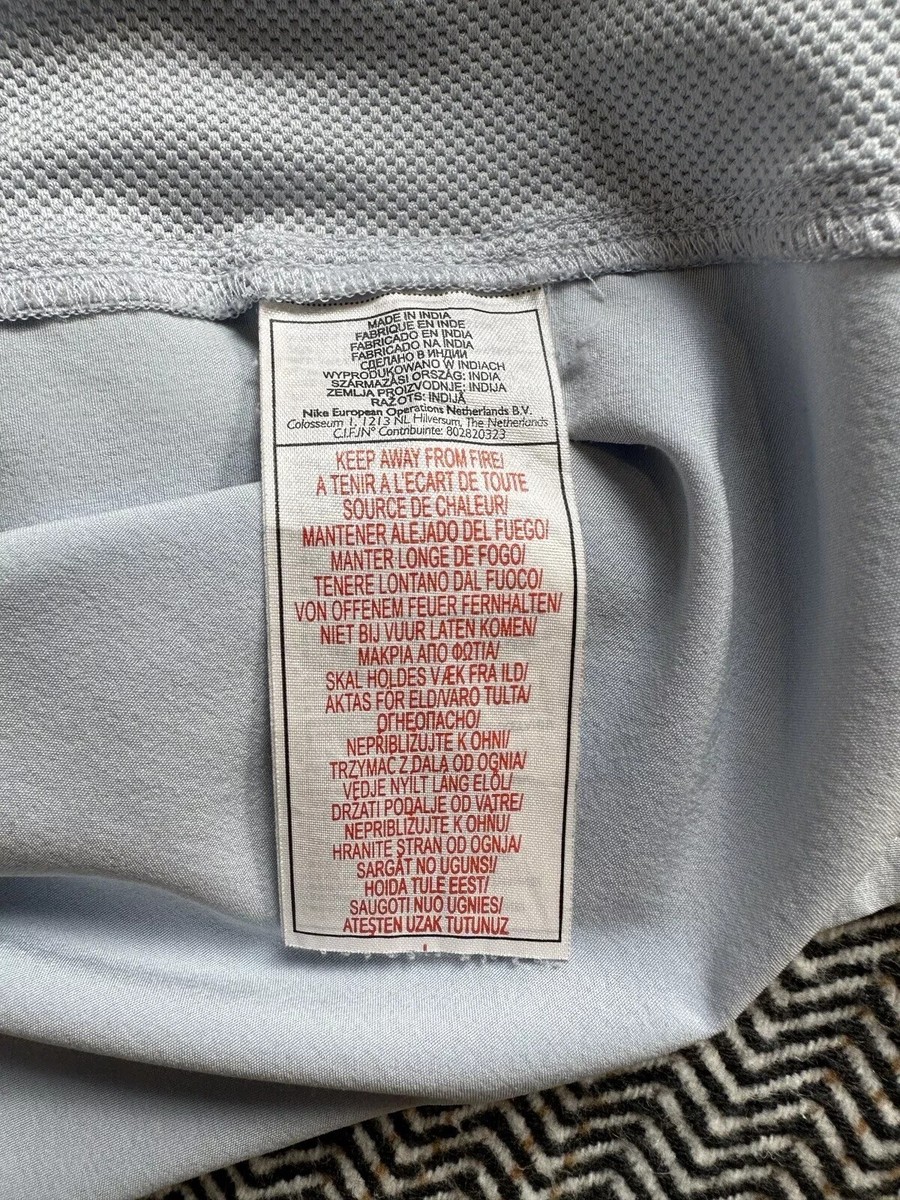 MADE IN INDIA
FABRIQUE EN INDE
FABRICADO EN INDIA
FABRICADO NA INDIA
СДЕЛАНО В ИНДИИ
WYPRODUKOWANO W INDIACH
SZÁRMAZÁSI ORSZÁG: INDIA
ZEMLJA PROIZVODNJE: INDIJA
RAŽOTS: INDIJĀ
Nike European Operations Netherlands B.V.
Colosseum 1, 1213 NL Hilversum, The Netherlands
C.I.F./N° Contribuinte: 802820323
KEEP AWAY FROM FIRE/
A TENIR A L'ECART DE TOUTE
SOURCE DE CHALEUR/
MANTENER ALEJADO DEL FUEGO/
MANTER LONGE DE FOGO/
TENERE LONTANO DAL FUOCO/
VON OFFENEM FEUER FERNHALTEN/
NIET BIJ VUUR LATEN KOMEN/
ΜΑΚΡΙΑ ΑΠΟ ΦΩΤΙΑ/
SKAL HOLDES VÆK FRA ILD/
AKTAS FÖR ELD/VARO TULTA/
ОГНЕОПАСНО/
NEPRIBLIZUJTE K OHNI/
TRZYMAC Z DALA OD OGNIA/
VEDJE NYILT LANG ELŐL/
DRŽATI PODALJE OD VATRE/
NEPRIBLIŽUJTE K OHNU/
HRANITE STRAN OD OGNJA/
SARGĀT NO UGUNS!/
HOIDA TULE EEST/
SAUGOTI NUO UGNIES/
ATEŞTEN UZAK TUTUNUZ